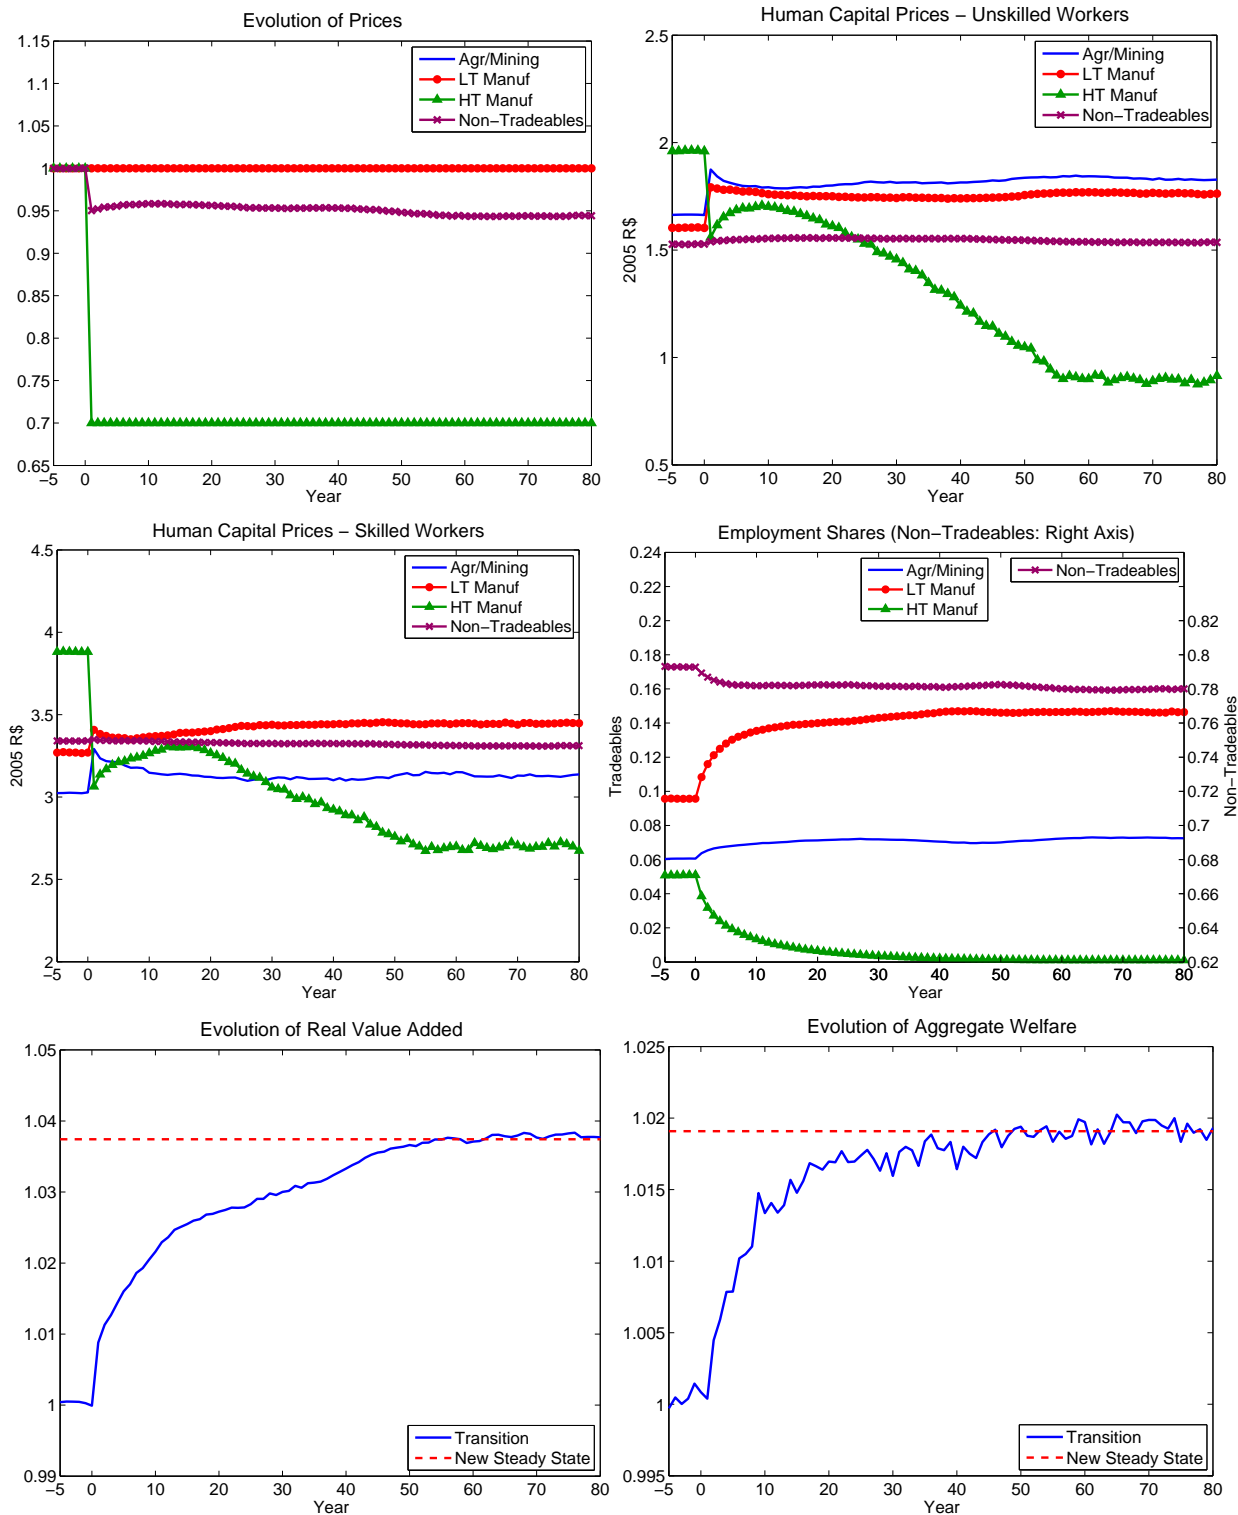 Evolution of Prices
1.15
1.1
1.05
1
0.95
0.9
0.85
0.8
0.75
0.7
0.65
−5 0 10 20 30 40 50 60 70 80
Year
Agr/Mining
LT Manuf
HT Manuf
Non−Tradeables
Human Capital Prices − Unskilled Workers
2.5
2
1.5
1
0.5
2005 R$
−5 0 10 20 30 40 50 60 70 80
Year
Agr/Mining
LT Manuf
HT Manuf
Non−Tradeables
Human Capital Prices − Skilled Workers
4.5
4
3.5
3
2.5
2
2005 R$
−5 0 10 20 30 40 50 60 70 80
Year
Agr/Mining
LT Manuf
HT Manuf
Non−Tradeables
Employment Shares (Non−Tradeables: Right Axis)
0.24
0.22
0.2
0.18
0.16
0.14
0.12
0.1
0.08
0.06
0.04
0.02
0
Tradeables
−5 0 10 20 30 40 50 60 70 80
Year
Agr/Mining
LT Manuf
HT Manuf
Non−Tradeables
0.82
0.8
0.78
0.76
0.74
0.72
0.7
0.68
0.66
0.64
0.62
Non−Tradeables
Evolution of Real Value Added
1.05
1.04
1.03
1.02
1.01
1
0.99
−5 0 10 20 30 40 50 60 70 80
Year
Transition
New Steady State
Evolution of Aggregate Welfare
1.025
1.02
1.015
1.01
1.005
1
0.995
−5 0 10 20 30 40 50 60 70 80
Year
Transition
New Steady State